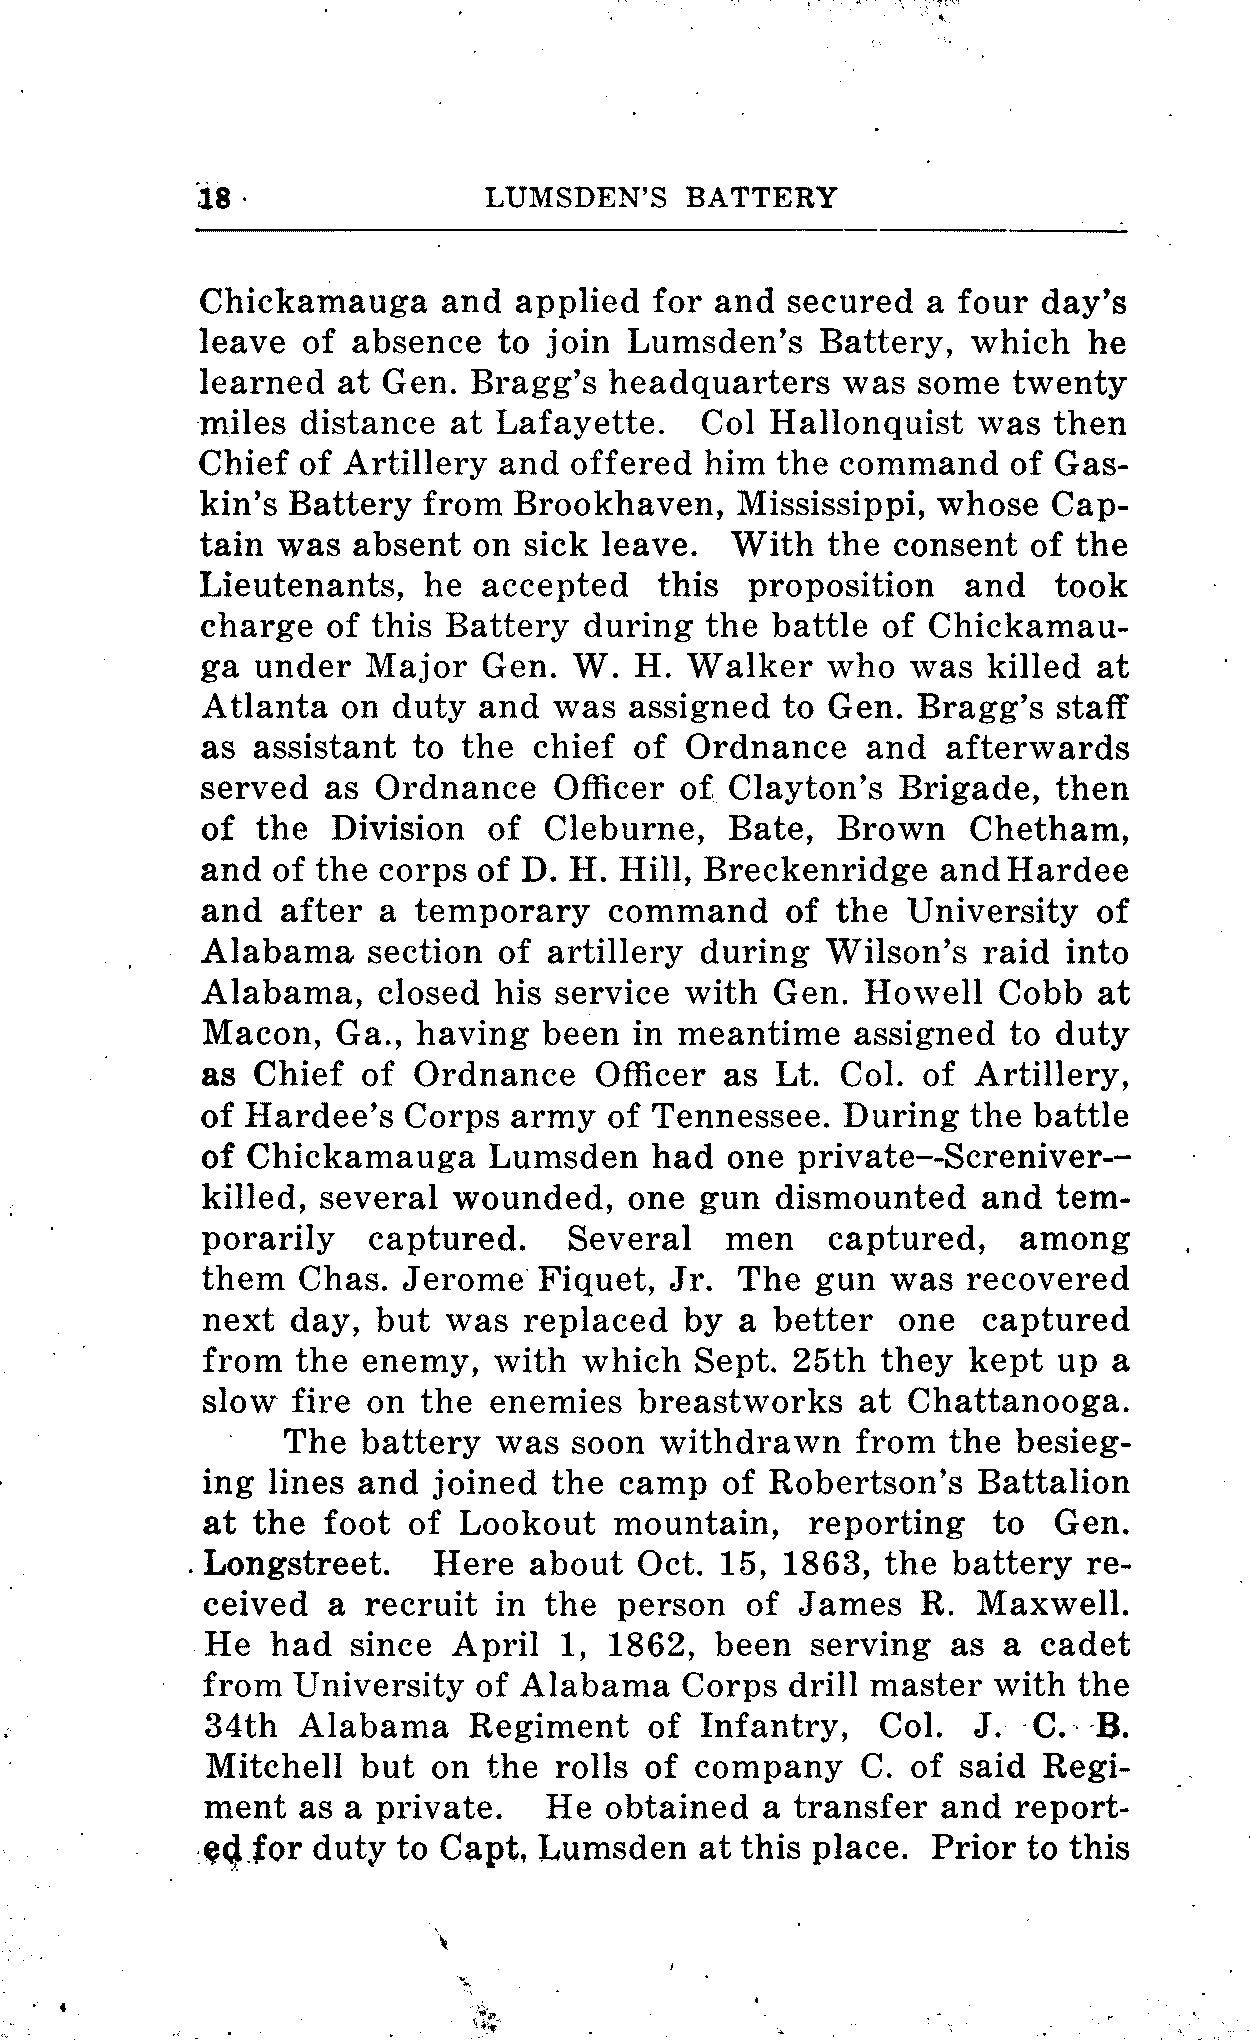 18 LUMSDEN'S BATTERY
Chickamauga and applied for and secured a four day's
leave of absence to join Lumsden's Battery, which he
learned at Gen. Bragg's headquarters was some twenty
miles distance at Lafayette. Col Hallonquist was then
Chief of Artillery and offered him the command of Gas-
kin's Battery from Brookhaven, Mississippi, whose Cap-
tain was absent on sick leave. With the consent of the
Lieutenants, he accepted this proposition and took
charge of this Battery during the battle of Chickamau-
ga under Major Gen. W. H. Walker who was killed at
Atlanta on duty and was assigned to Gen. Bragg's staff
as assistant to the chief of Ordnance and afterwards
served as Ordnance Officer of Clayton's Brigade, then
of the Division of Cleburne, Bate, Brown Chetham,
and of the corps of D. H. Hill, Breckenridge and Hardee
and after a temporary command of the University of
Alabama section of artillery during Wilson's raid into
Alabama, closed his service with Gen. Howell Cobb at
Macon, Ga., having been in meantime assigned to duty
as Chief of Ordnance Officer as Lt. Col. of Artillery,
of Hardee's Corps army of Tennessee. During the battle
of Chickamauga Lumsden had one private--Screniver--
killed, several wounded, one gun dismounted and tem-
porarily captured. Several men captured, among
them Chas. Jerome Fiquet, Jr. The gun was recovered
next day, but was replaced by a better one captured
from the enemy, with which Sept. 25th they kept up a
slow fire on the enemies breastworks at Chattanooga.
The battery was soon withdrawn from the besieg-
ing lines and joined the camp of Robertson's Battalion
at the foot of Lookout mountain, reporting to Gen.
Longstreet. Here about Oct. 15, 1863, the battery re-
ceived a recruit in the person of James R. Maxwell.
He had since April 1, 1862, been serving as a cadet
from University of Alabama Corps drill master with the
34th Alabama Regiment of Infantry, Col. J. C. B.
Mitchell but on the rolls of company C. of said Regi-
ment as a private. He obtained a transfer and report-
ed for duty to Capt, Lumsden at this place. Prior to this